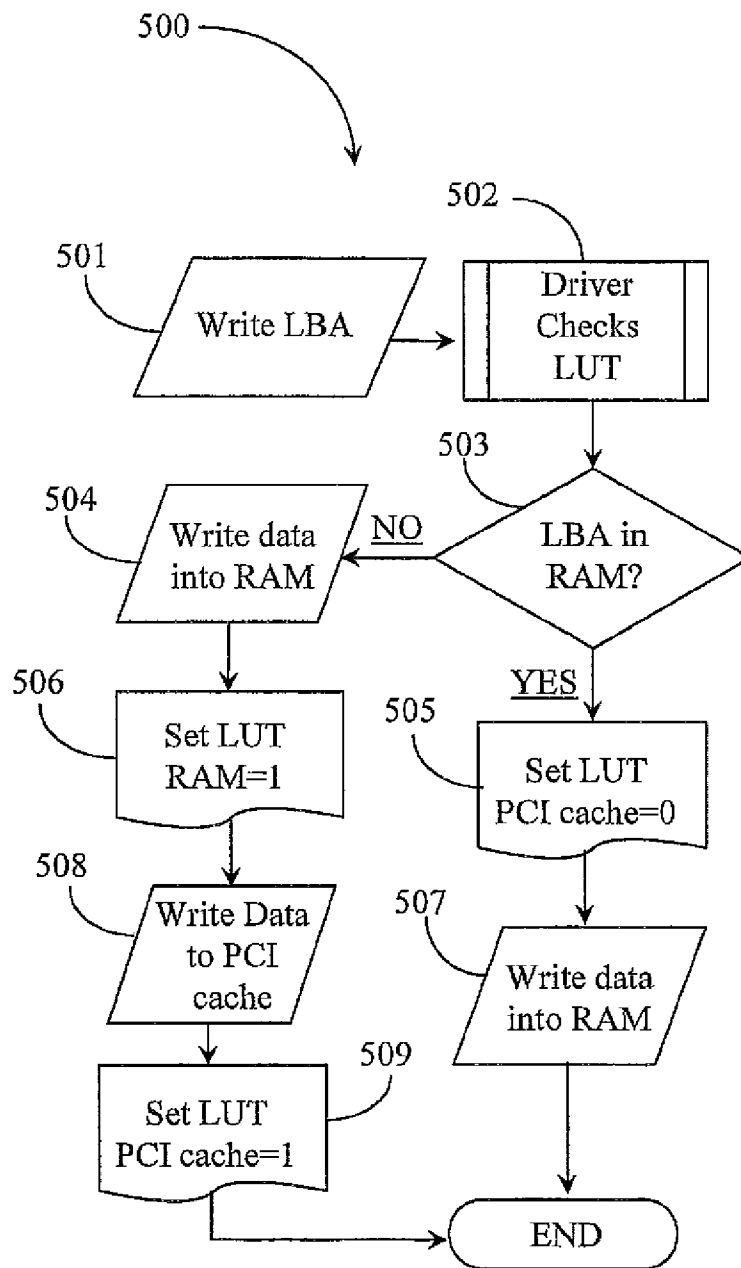 500
502
501
Write LBA
Driver
Checks
LUT
503
504
NO
Write data
into RAM
LBA in
RAM?
506
YES
505
Set LUT
RAM=1
Set LUT
PCI cache=0
508
507
Write Data
to PCI
cache
Write data
into RAM
509
Set LUT
PCI cache=1
END